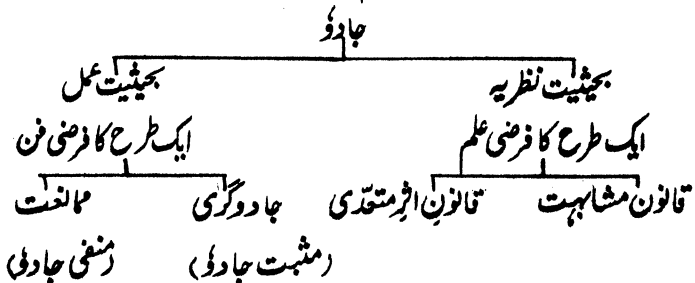 جادو
بحیثیت نظریہ بحیثیت عمل
ایک طرح کا فرضی علم ایک طرح کا فرضی فن
قانون مشابہت قانونِ اثرِ متعدّی جادوگری ممانعت
(مثبت جادو) (منفی جادو)